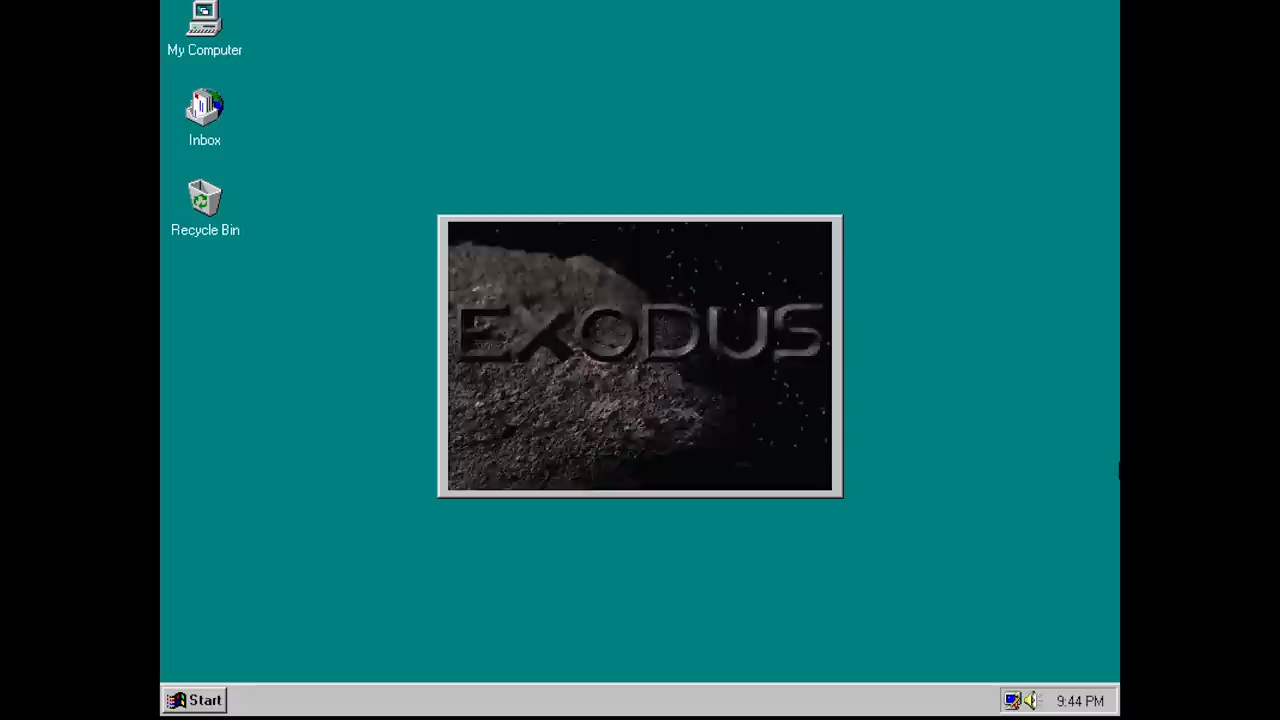 My Computer
Inbox
Recycle Bin
EXODUS
Start
9:44 PM